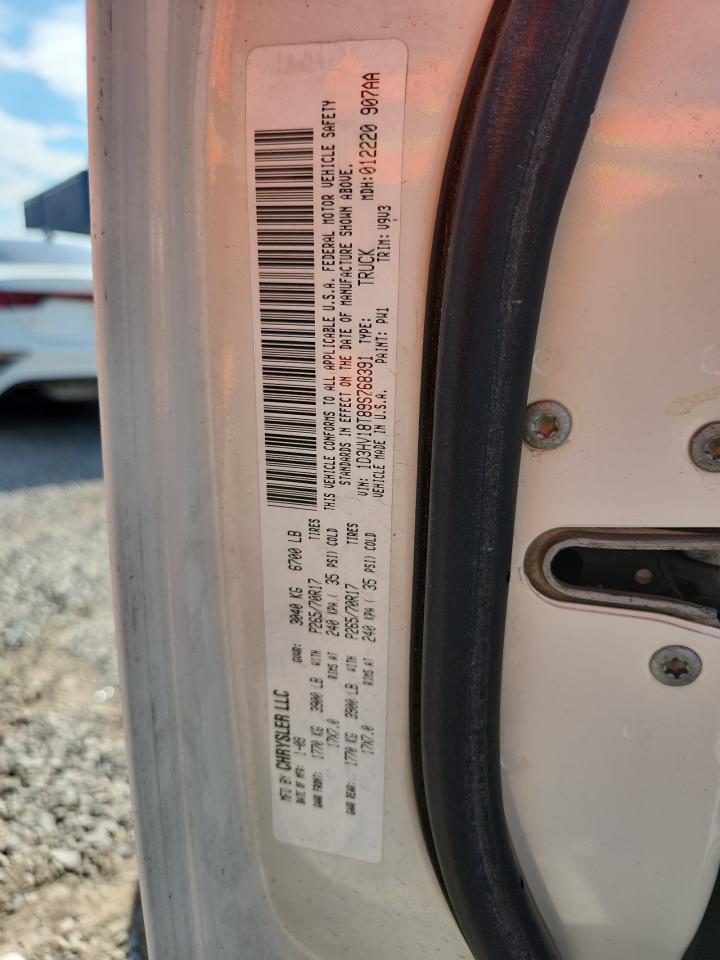 MFD BY CHRYSLER LLC
DATE OF MFR: 1-09 GVWR: 3040 KG 6700 LB
GAWR FRONT: 1770 KG 3900 LB WITH P265/70R17 TIRES
17X7.0 RIMS AT 240 KPA ( 35 PSI) COLD
GAWR REAR: 1770 KG 3900 LB WITH P265/70R17 TIRES
17X7.0 RIMS AT 240 KPA ( 35 PSI) COLD
THIS VEHICLE CONFORMS TO ALL APPLICABLE U.S.A. FEDERAL MOTOR VEHICLE SAFETY
STANDARDS IN EFFECT ON THE DATE OF MANUFACTURE SHOWN ABOVE.
VIN: 1D3HV18T89S768391 TYPE: TRUCK MDH:012220 907AA
VEHICLE MADE IN U.S.A. PAINT: PW1 TRIM: V9V3